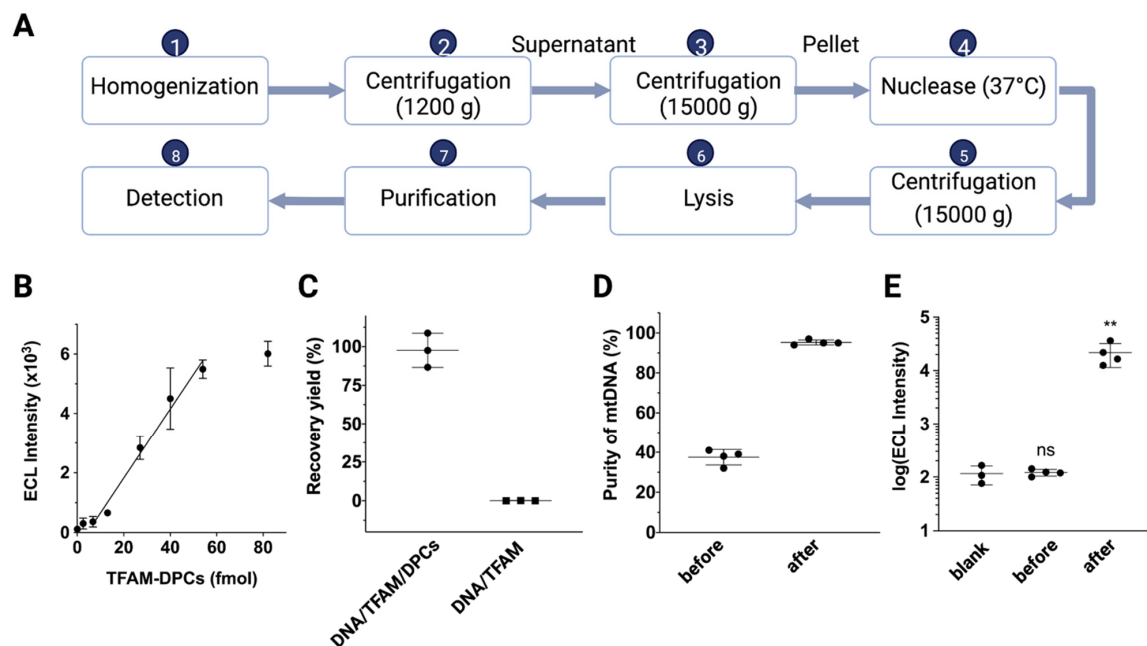 A
1
2
Supernatant
3
Pellet
4
Homogenization
Centrifugation
(1200 g)
Centrifugation
(15000 g)
Nuclease (37°C)
8
7
6
5
Detection
Purification
Lysis
Centrifugation
(15000 g)
B
ECL Intensity (x10³)
6
4
2
0
0
20
40
60
80
TFAM-DPCs (fmol)
C
Recovery yield (%)
100
75
50
25
0
DNA/TFAM/DPCs
DNA/TFAM
D
Purity of mtDNA (%)
100
80
60
40
20
0
before
after
E
log(ECL Intensity)
5
4
3
2
1
**
ns
blank
before
after